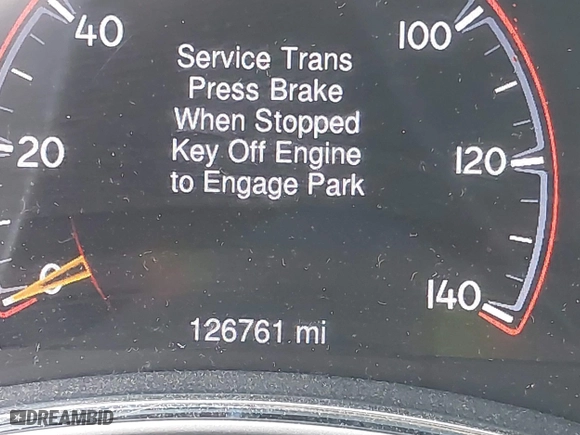 40
100
Service Trans
Press Brake
When Stopped
Key Off Engine
to Engage Park
20
120
0
140
126761 mi
DREAMBID